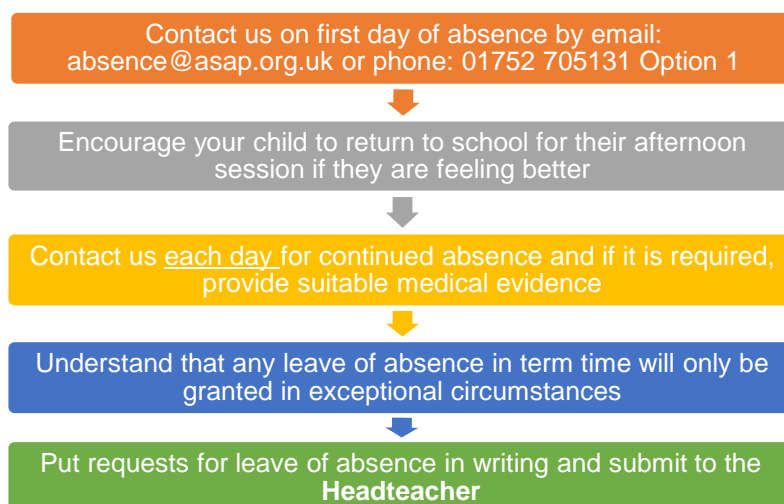 Contact us on first day of absence by email:
absence@asap.org.uk or phone: 01752 705131 Option 1
Encourage your child to return to school for their afternoon
session if they are feeling better
Contact us each day for continued absence and if it is required,
provide suitable medical evidence
Understand that any leave of absence in term time will only be
granted in exceptional circumstances
Put requests for leave of absence in writing and submit to the
Headteacher